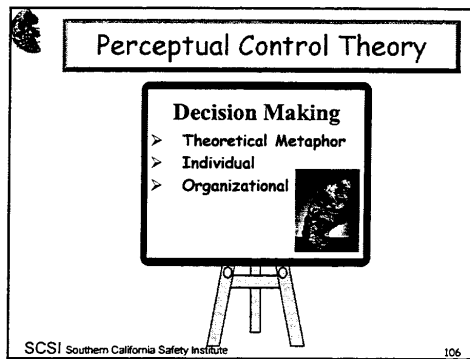 Perceptual Control Theory
Decision Making
➢ Theoretical Metaphor
➢ Individual
➢ Organizational
SCSI Southern California Safety Institute
106